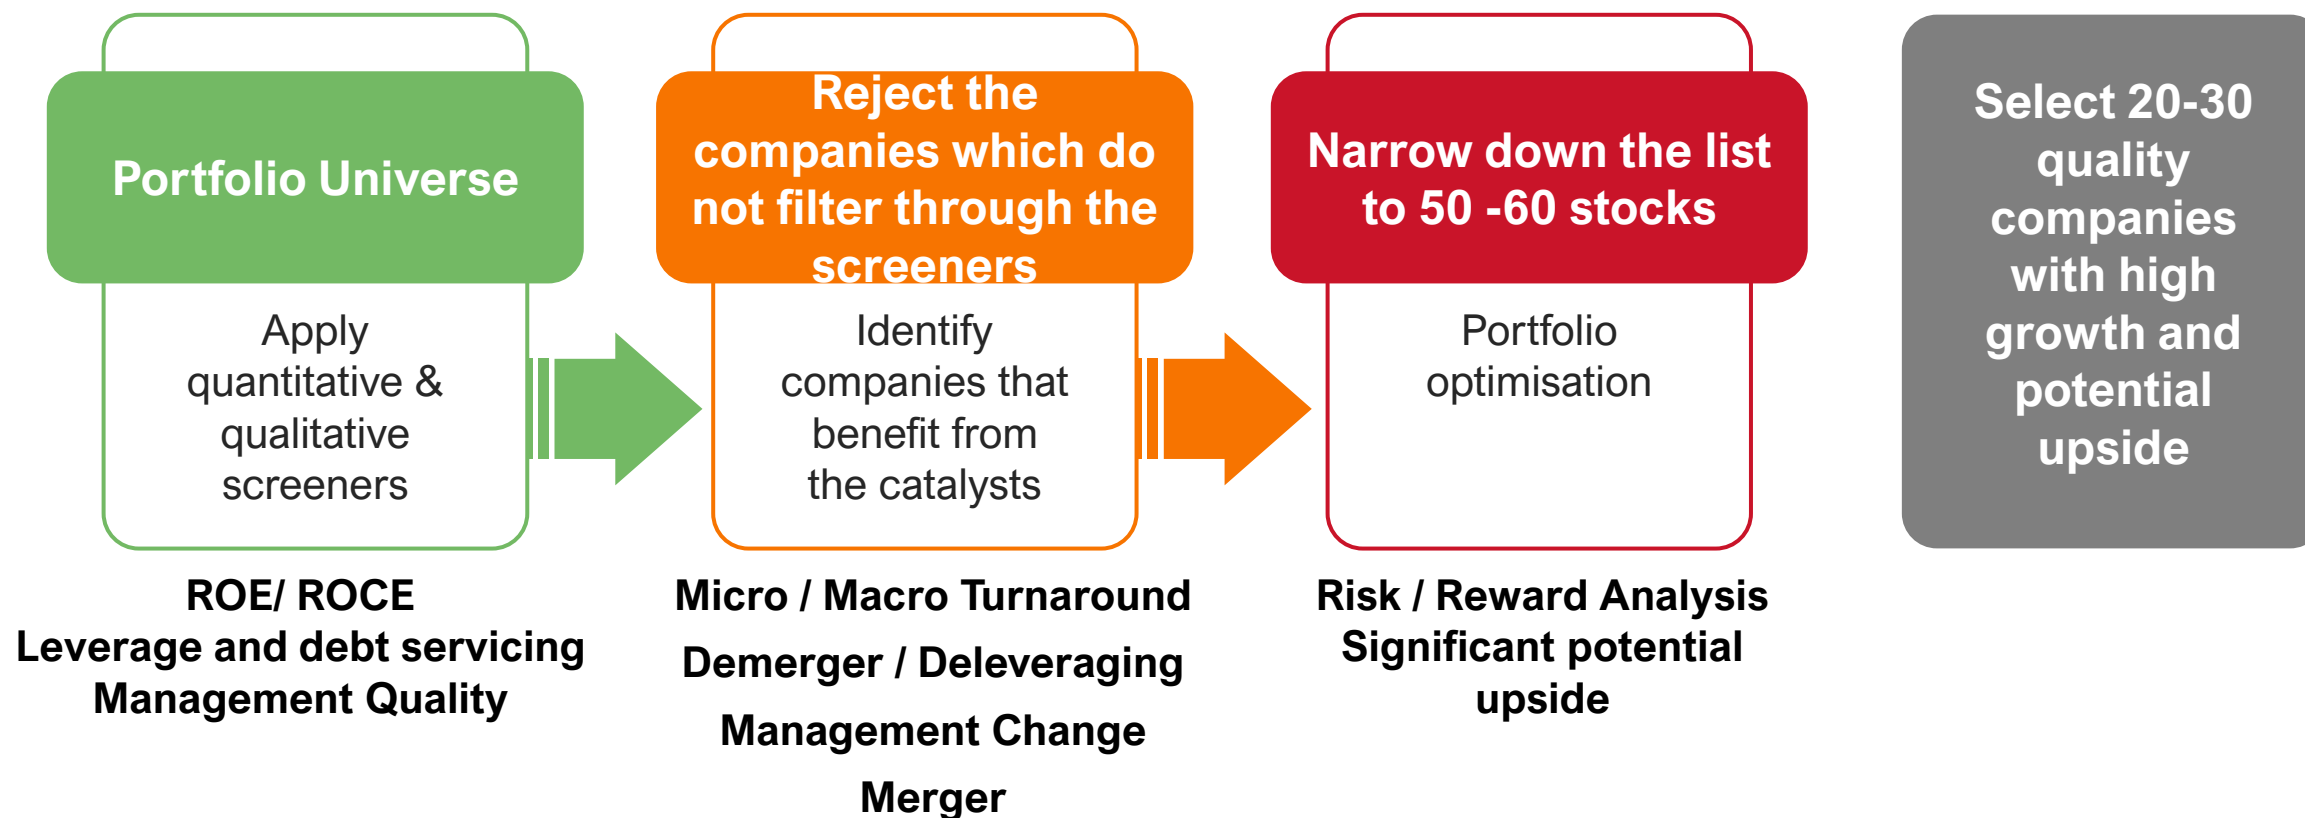 Portfolio Universe
Apply
quantitative &
qualitative
screeners
ROE/ ROCE
Leverage and debt servicing
Management Quality
Reject the
companies which do
not filter through the
screeners
Identify
companies that
benefit from
the catalysts
Micro / Macro Turnaround
Demerger / Deleveraging
Management Change
Merger
Narrow down the list
to 50 -60 stocks
Portfolio
optimisation
Risk / Reward Analysis
Significant potential
upside
Select 20-30
quality
companies
with high
growth and
potential
upside